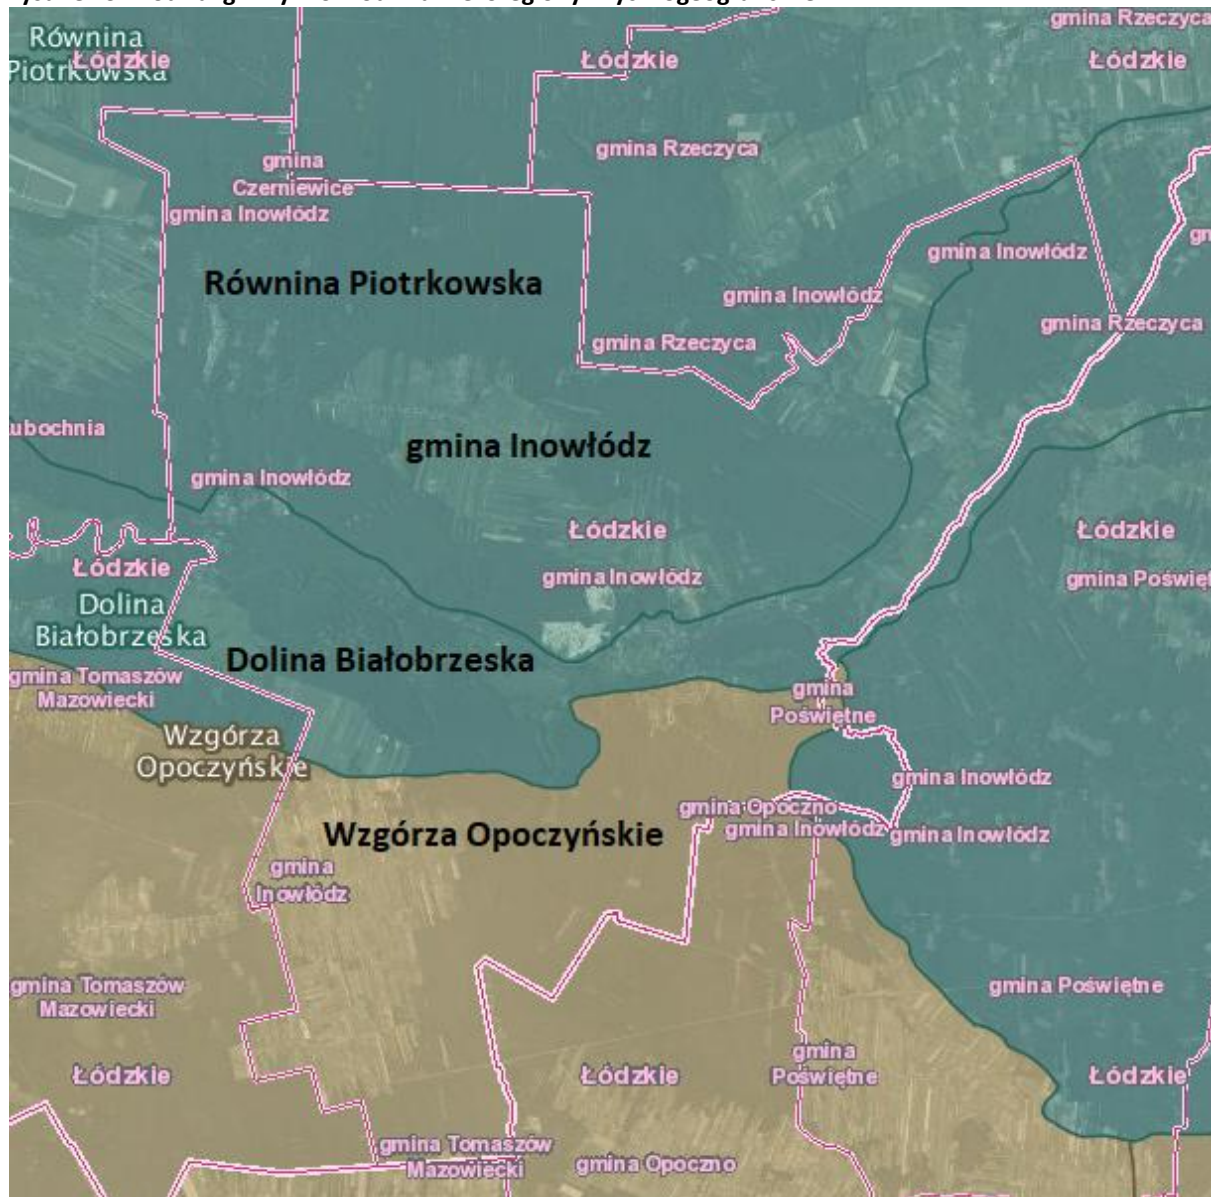 Równina
Piotrkowska
Łódzkie
Łódzkie
gmina Rzeczyca
Łódzkie
gmina
Czerniewice
gmina Rzeczyca
gmina Inowłódz
gmina Inowłódz
Równina Piotrkowska
gmina Inowłódz
gmina Rzeczyca
gmina Rzeczyca
ubochnia
gmina Inowłódz
gmina Inowłódz
Łódzkie
Łódzkie
Łódzkie
gmina Inowłódz
gmina Poświęt
Dolina
Białobrzeska
Dolina Białobrzeska
gmina Tomaszów
Mazowiecki
gmina
Poświętne
Wzgórza
Opoczyńskie
gmina Inowłódz
gmina Opoczno
gmina Inowłódz
gmina Inowłódz
Wzgórza Opoczyńskie
gmina
Inowłódz
gmina Tomaszów
Mazowiecki
gmina Poświętne
gmina
Poświętne
Łódzkie
Łódzkie
Łódzkie
gmina Tomaszów
Mazowiecki
gmina Opoczno